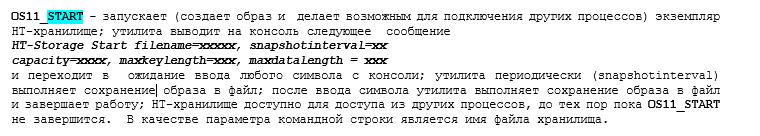 OS11_START – запускает (создает образ и делает возможным для подключения других процессов) экземпляр
HT-хранилище; утилита выводит на консоль следующее сообщение
HT-Storage Start filename=xxxxx, snapshotinterval=xx
capacity=xxxx, maxkeylength=xxx, maxdatalength = xxx
и переходит в ожидание ввода любого символа с консоли; утилита периодически (snapshotinterval)
выполняет сохранение образа в файл; после ввода символа утилита выполняет сохранение образа в файл
и завершает работу; HT-хранилище доступно для доступа из других процессов, до тех пор пока OS11_START
не завершится. В качестве параметра командной строки является имя файла хранилища.